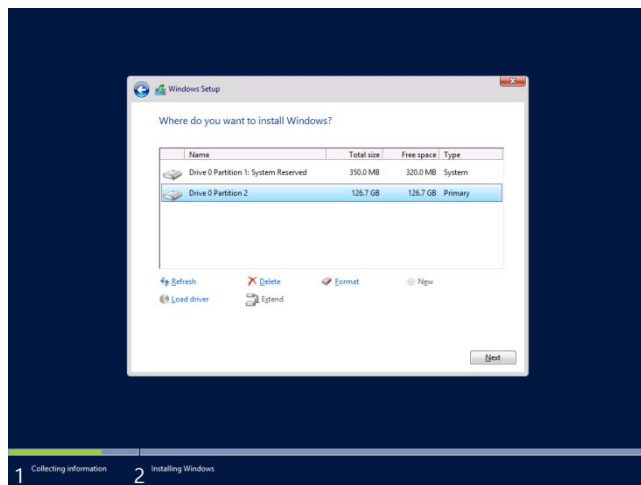 Windows Setup
Where do you want to install Windows?
Name Total size Free space Type
Drive 0 Partition 1: System Reserved 350.0 MB 320.0 MB System
Drive 0 Partition 2 126.7 GB 126.7 GB Primary
Refresh Delete Format New
Load driver Extend
Next
1 Collecting information 2 Installing Windows